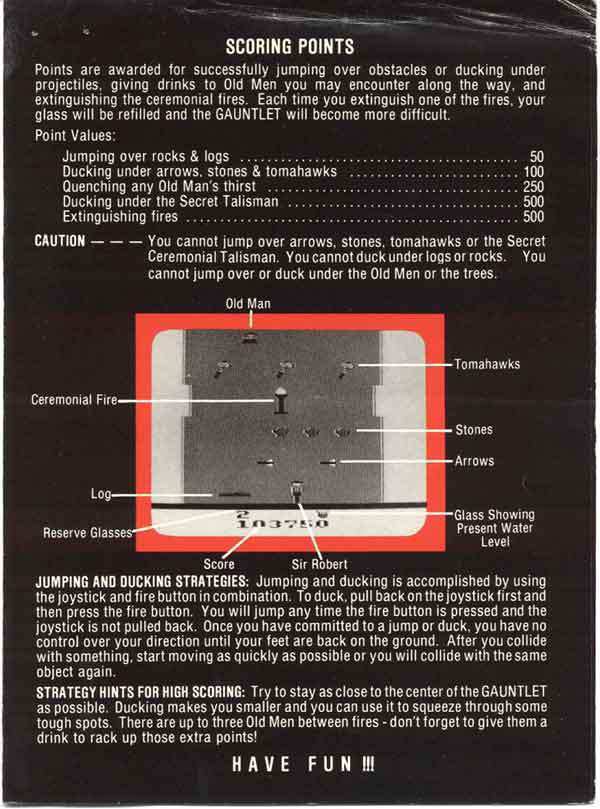 SCORING POINTS
Points are awarded for successfully jumping over obstacles or ducking under
projectiles, giving drinks to Old Men you may encounter along the way, and
extinguishing the ceremonial fires. Each time you extinguish one of the fires, your
glass will be refilled and the GAUNTLET will become more difficult.
Point Values:
Jumping over rocks & logs ........................................ 50
Ducking under arrows, stones & tomahawks ........................ 100
Quenching any Old Man's thirst ................................... 250
Ducking under the Secret Talisman ................................ 500
Extinguishing fires .............................................. 500
CAUTION — — — You cannot jump over arrows, stones, tomahawks or the Secret
Ceremonial Talisman. You cannot duck under logs or rocks. You
cannot jump over or duck under the Old Men or the trees.
Old Man
Tomahawks
Ceremonial Fire
Stones
Arrows
Log
2
Reserve Glasses
103750
Glass Showing
Present Water
Level
Score
Sir Robert
JUMPING AND DUCKING STRATEGIES: Jumping and ducking is accomplished by using
the joystick and fire button in combination. To duck, pull back on the joystick first and
then press the fire button. You will jump any time the fire button is pressed and the
joystick is not pulled back. Once you have committed to a jump or duck, you have no
control over your direction until your feet are back on the ground. After you collide
with something, start moving as quickly as possible or you will collide with the same
object again.
STRATEGY HINTS FOR HIGH SCORING: Try to stay as close to the center of the GAUNTLET
as possible. Ducking makes you smaller and you can use it to squeeze through some
tough spots. There are up to three Old Men between fires - don't forget to give them a
drink to rack up those extra points!
HAVE FUN !!!